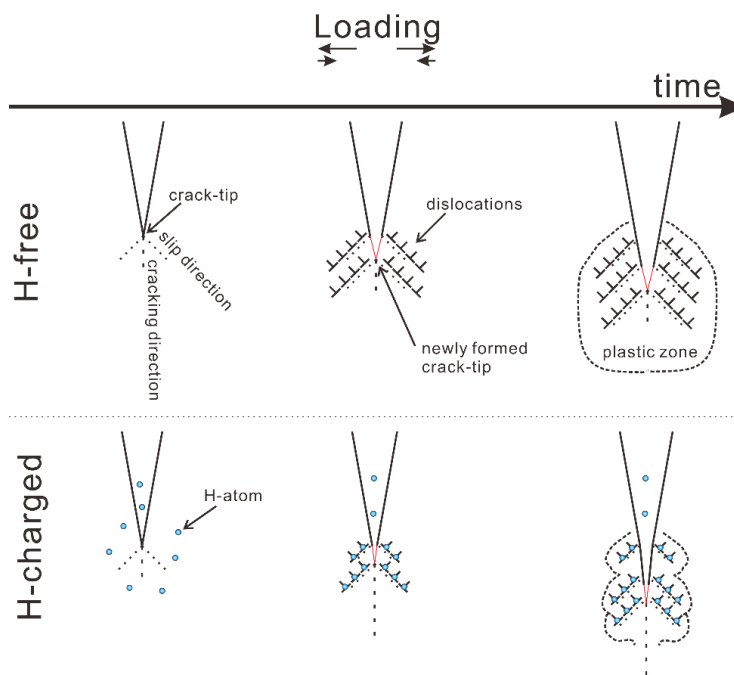 Loading
time
H-free
crack-tip
slip direction
cracking direction
dislocations
newly formed
crack-tip
plastic zone
H-charged
H-atom